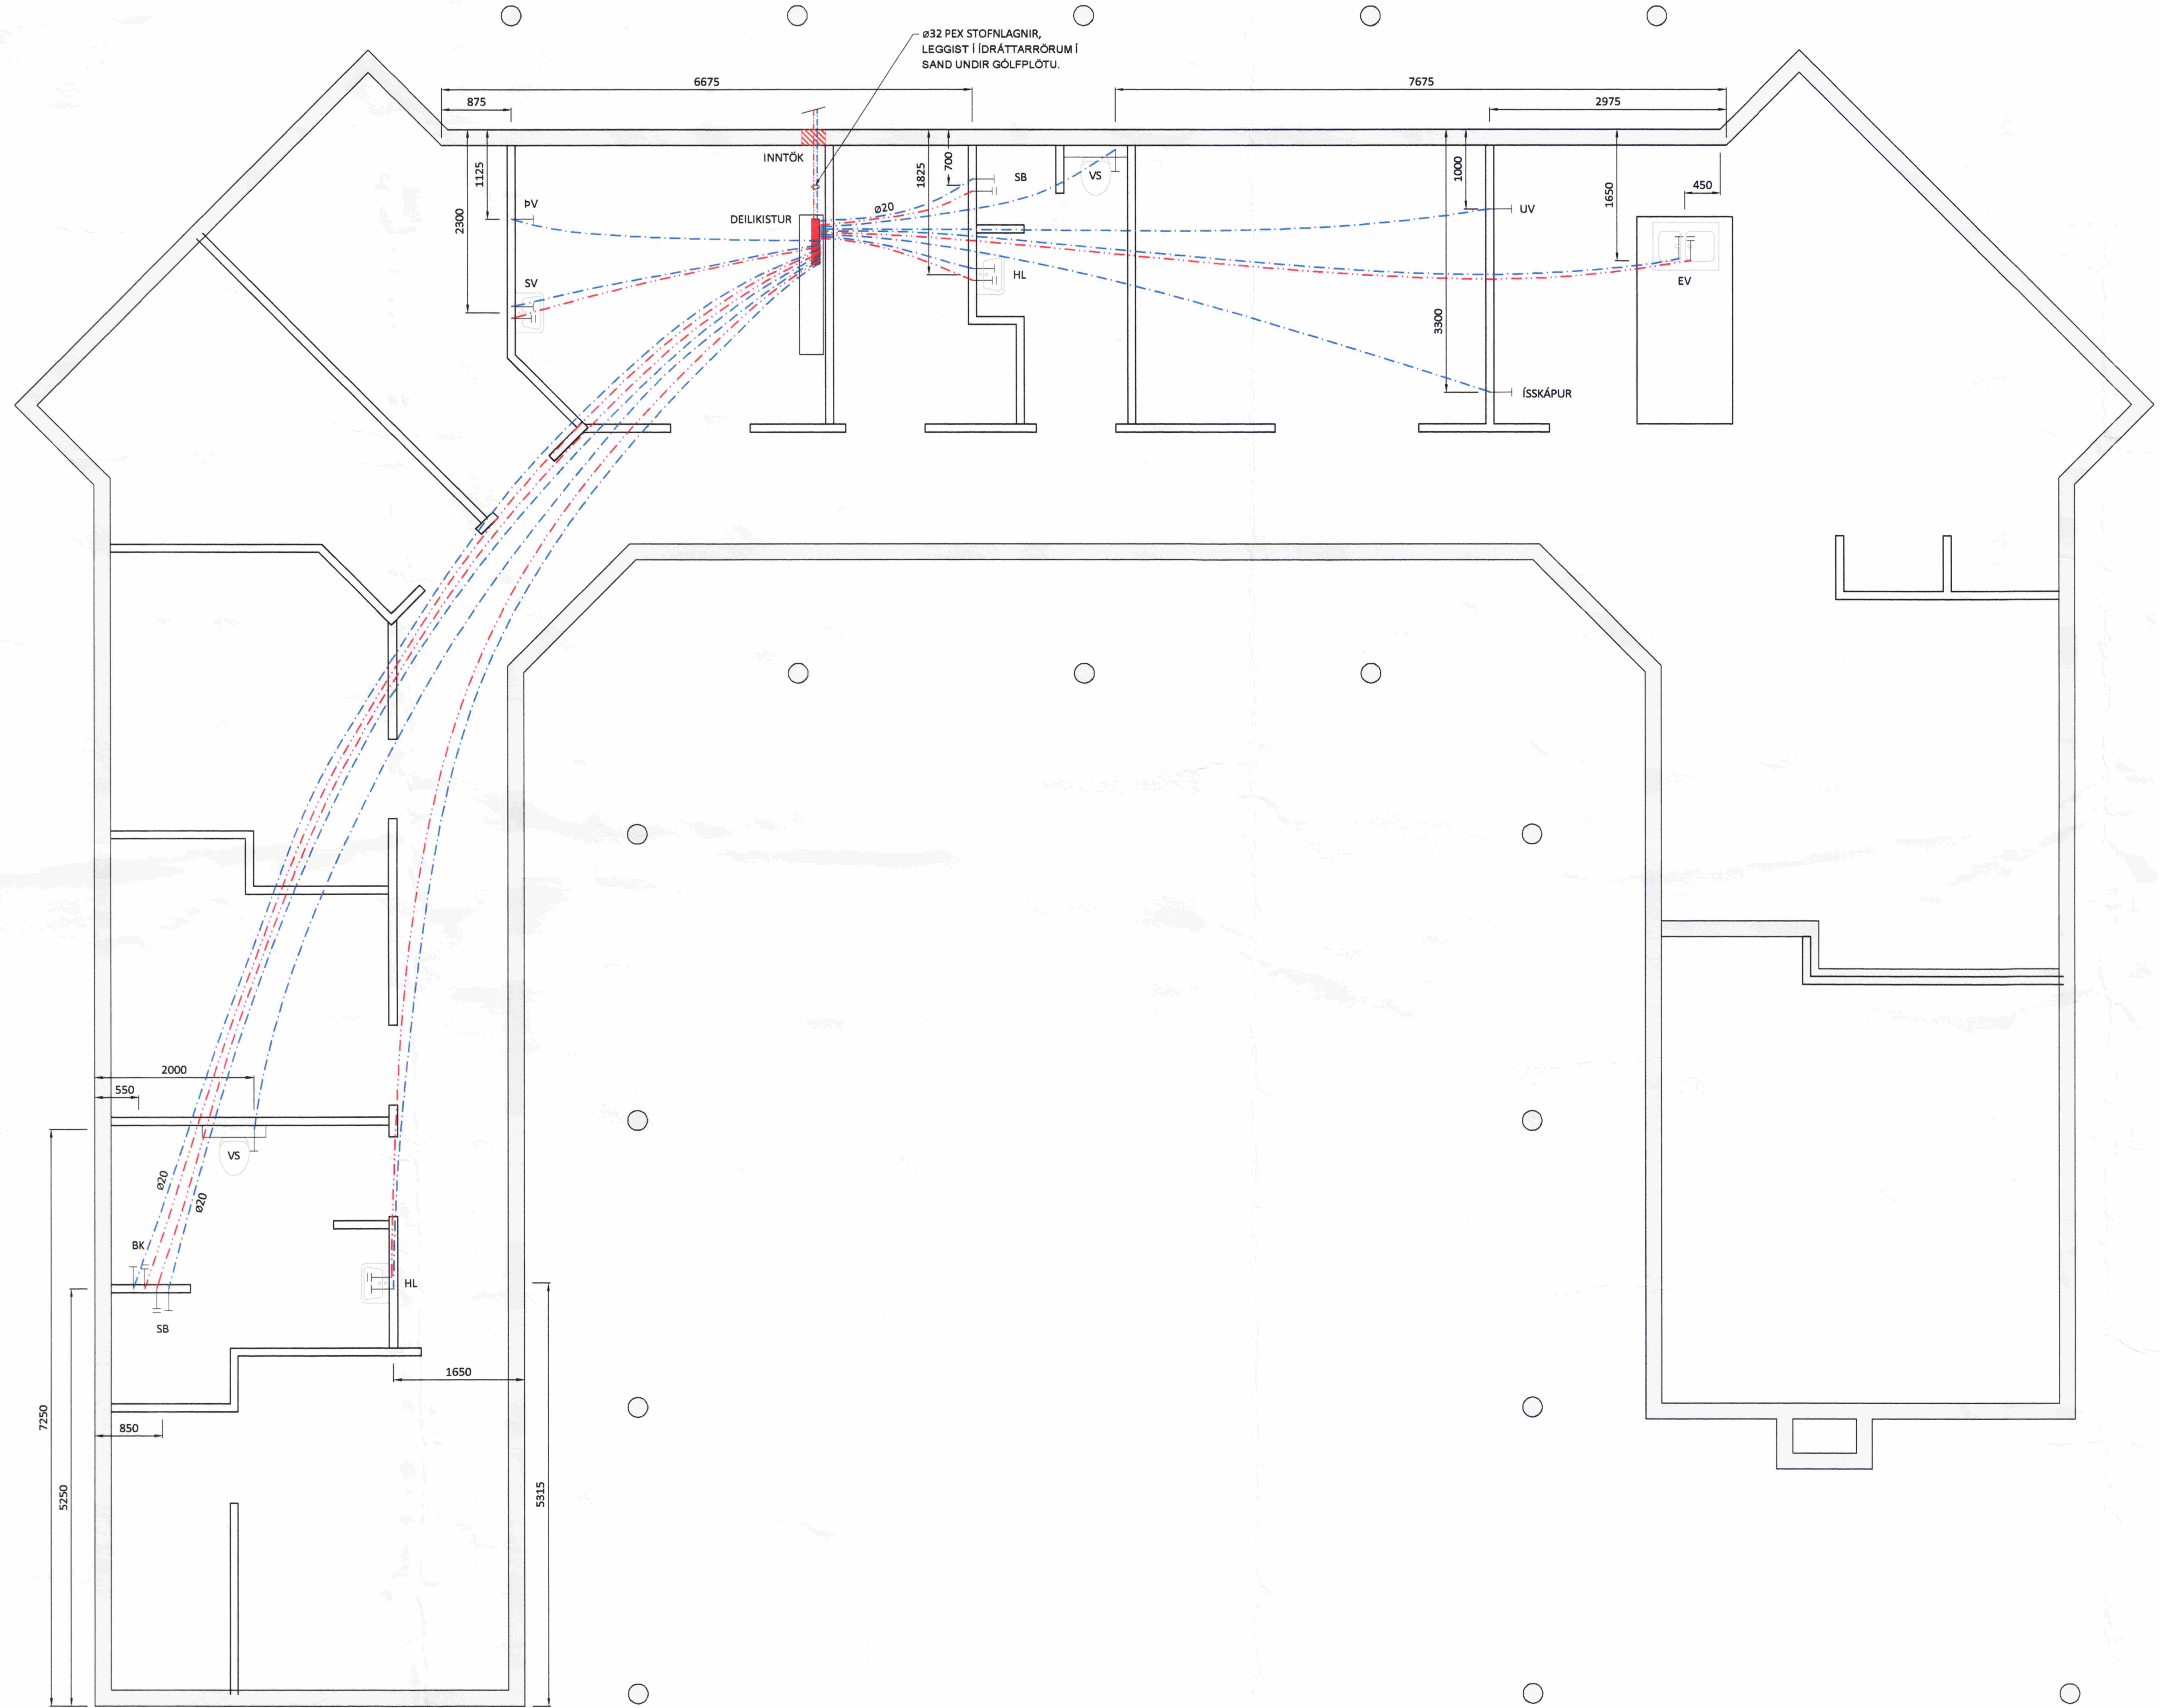 ø32 PEX STOFNLAGNIR,
LEGGIST Í ÍDRÁTTARRÖRUM Í
SAND UNDIR GÓLFPLÖTU.
6675
7675
875
2975
INNTÖK
1125
2300
1825
700
SB
VS
1000
1650
450
ÞV
DEILIKISTUR
ø20
UV
SV
HL
EV
3300
ÍSSKÁPUR
2000
550
VS
ø20
ø20
BK
HL
SB
1650
850
7250
5250
5315